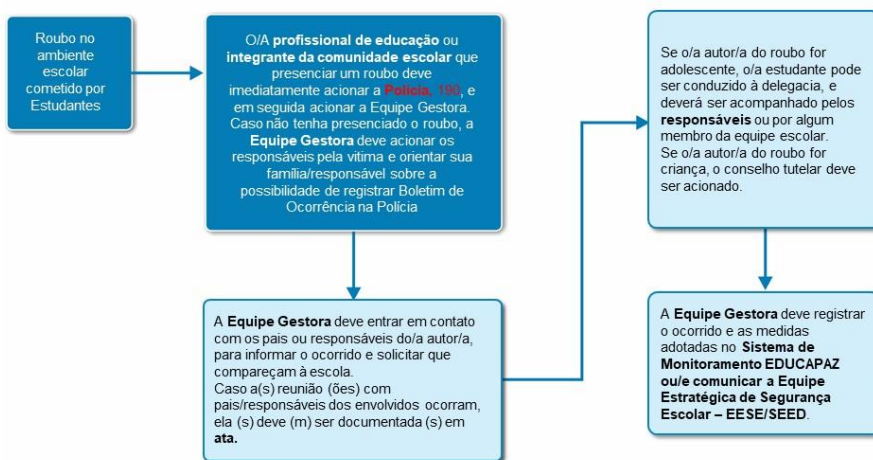 Roubo no
ambiente
escolar
cometido por
Estudantes
O/A profissional de educação ou
integrante da comunidade escolar que
presenciar um roubo deve
imediatamente acionar a Polícia, 190, e
em seguida acionar a Equipe Gestora.
Caso não tenha presenciado o roubo, a
Equipe Gestora deve acionar os
responsáveis pela vitima e orientar sua
família/responsável sobre a
possibilidade de registrar Boletim de
Ocorrência na Polícia
A Equipe Gestora deve entrar em contato
com os pais ou responsáveis do/a autor/a,
para informar o ocorrido e solicitar que
compareçam à escola.
Caso a(s) reunião (ões) com
pais/responsáveis dos envolvidos ocorram,
ela (s) deve (m) ser documentada (s) em
ata.
Se o/a autor/a do roubo for
adolescente, o/a estudante pode
ser conduzido à delegacia, e
deverá ser acompanhado pelos
responsáveis ou por algum
membro da equipe escolar.
Se o/a autor/a do roubo for
criança, o conselho tutelar deve
ser acionado.
A Equipe Gestora deve registrar
o ocorrido e as medidas
adotadas no Sistema de
Monitoramento EDUCAPAZ
ou/e comunicar a Equipe
Estratégica de Segurança
Escolar – EESE/SEED.